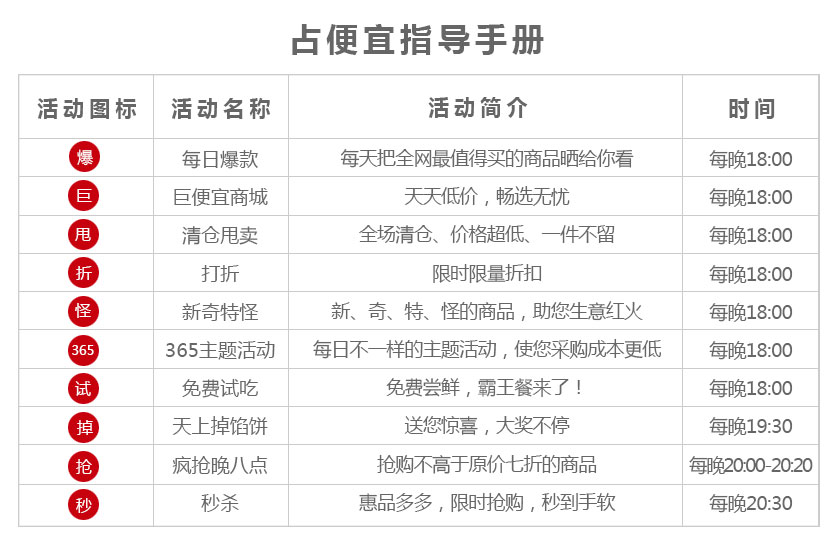 占便宜指导手册
活动图标 活动名称 活动简介 时间
爆 每日爆款 每天把全网最值得买的商品晒给你看 每晚18:00
巨 巨便宜商城 天天低价，畅选无忧 每晚18:00
甩 清仓甩卖 全场清仓、价格超低、一件不留 每晚18:00
折 打折 限时限量折扣 每晚18:00
怪 新奇特怪 新、奇、特、怪的商品，助您生意红火 每晚18:00
365 365主题活动 每日不一样的主题活动，使您采购成本更低 每晚18:00
试 免费试吃 免费尝鲜，霸王餐来了！ 每晚18:00
掉 天上掉馅饼 送您惊喜，大奖不停 每晚19:30
抢 疯抢晚八点 抢购不高于原价七折的商品 每晚20:00-20:20
秒 秒杀 惠品多多，限时抢购，秒到手软 每晚20:30